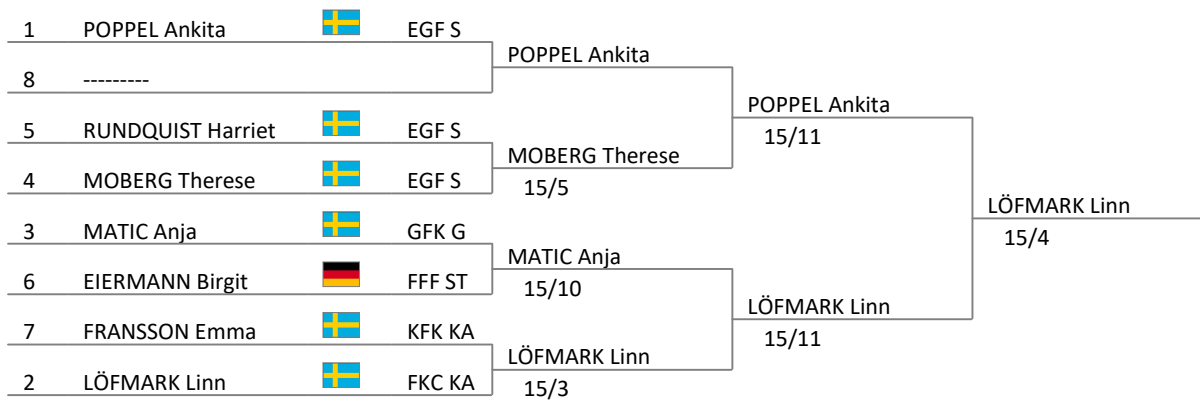 1 POPPEL Ankita EGF S
POPPEL Ankita
8 ---------
POPPEL Ankita
15/11
5 RUNDQUIST Harriet EGF S
MOBERG Therese
15/5
4 MOBERG Therese EGF S
LÖFMARK Linn
15/4
3 MATIC Anja GFK G
MATIC Anja
15/10
6 EIERMANN Birgit FFF ST
LÖFMARK Linn
15/11
7 FRANSSON Emma KFK KA
LÖFMARK Linn
15/3
2 LÖFMARK Linn FKC KA